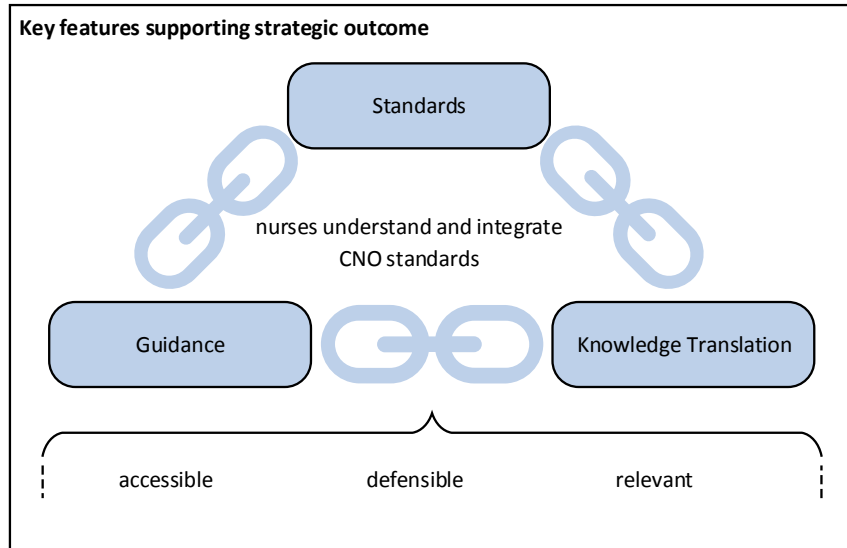 Key features supporting strategic outcome
Standards
nurses understand and integrate
CNO standards
Guidance
Knowledge Translation
accessible
defensible
relevant